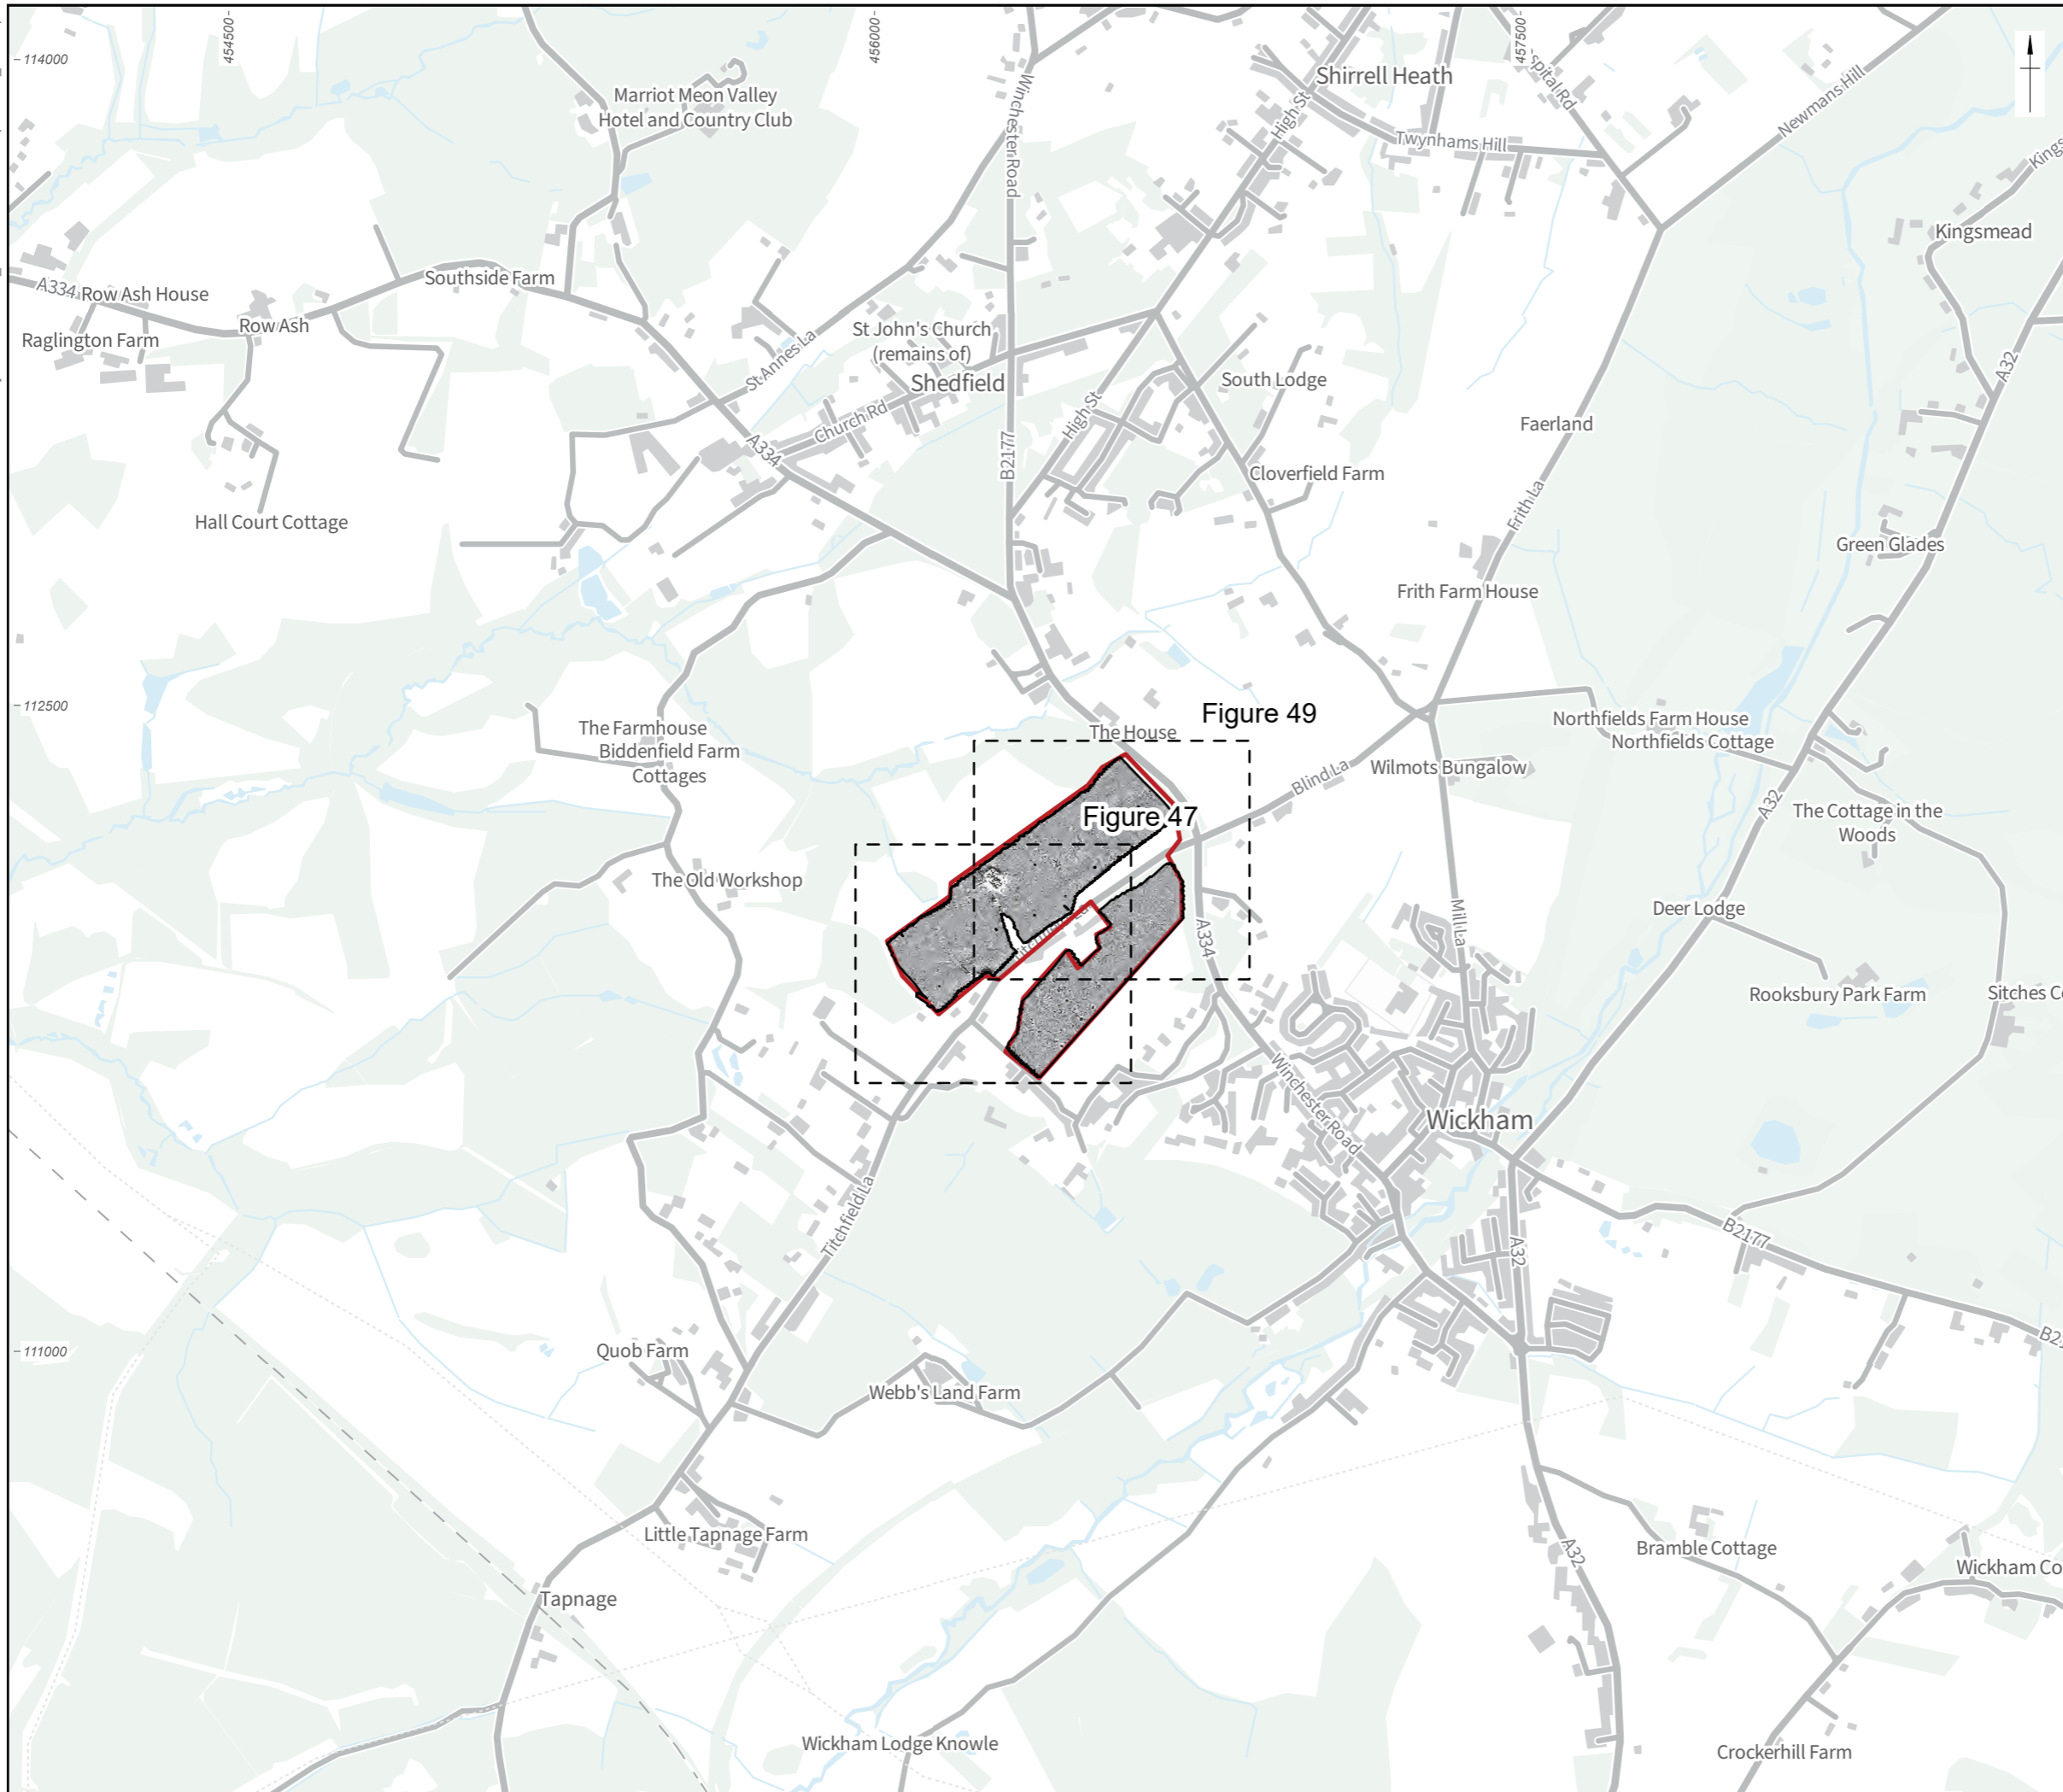 114000
454500
456000
457500
Shirrell Heath
Marriot Meon Valley
Hotel and Country Club
Winchester Road
High St
Twynhams Hill
Newmans Hill
Kingsmead
A334
Row Ash House
Southside Farm
Row Ash
Raglington Farm
St Annes La
St John's Church
(remains of)
Shedfield
Church Rd
A334
High St
South Lodge
B2177
Cloverfield Farm
Faerland
A32
Hall Court Cottage
Frith La
Green Glades
Frith Farm House
112500
Figure 49
The House
The Farmhouse
Biddenfield Farm
Cottages
Northfields Farm House
Northfields Cottage
Wilmots Bungalow
Blind La
A32
Figure 47
The Cottage in the
Woods
The Old Workshop
Deer Lodge
Mill La
A334
Rooksbury Park Farm
Sitches
Winchester Road
Wickham
Titchfield La
B2177
A32
111000
Quob Farm
Webb's Land Farm
Little Tapnage Farm
A32
Bramble Cottage
Wickham Co
Tapnage
Wickham Lodge Knowle
Crockerhill Farm